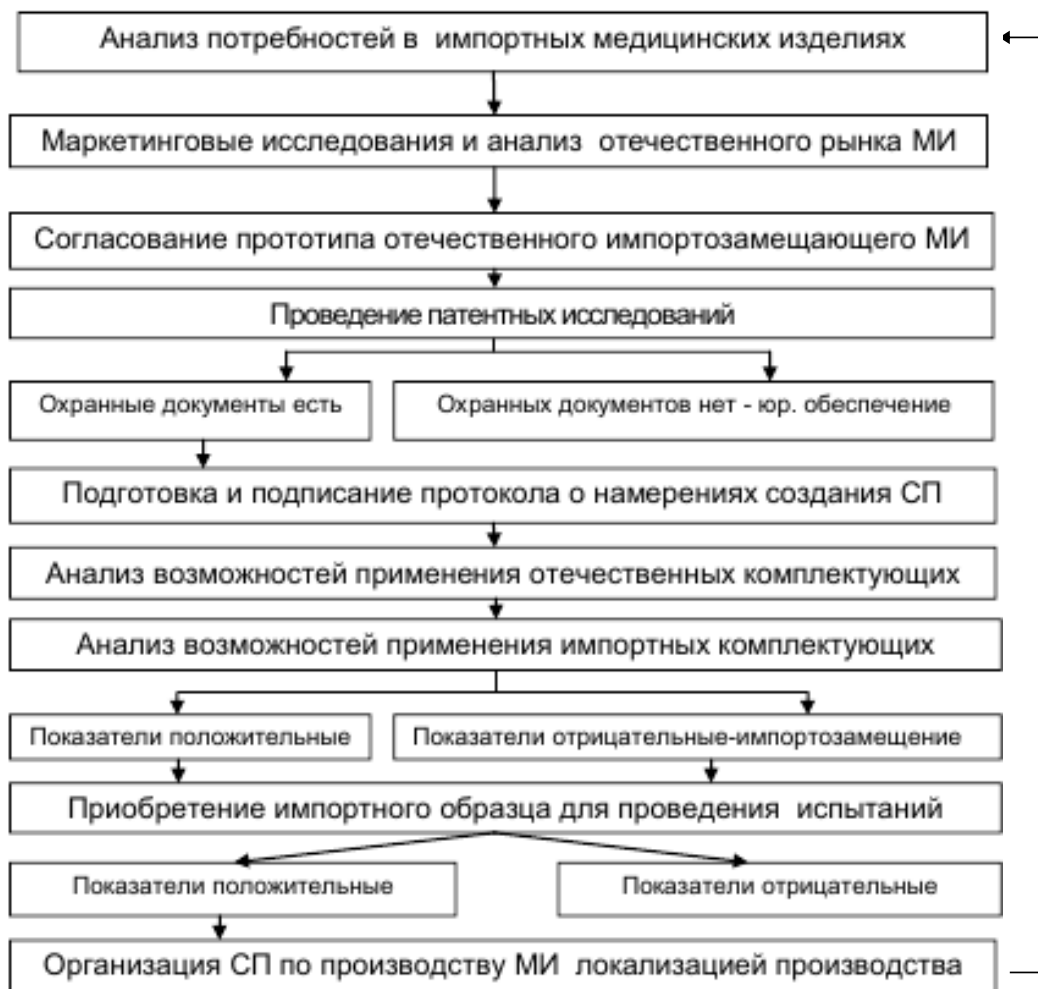 Анализ потребностей в импортных медицинских изделиях
Маркетинговые исследования и анализ отечественного рынка МИ
Согласование прототипа отечественного импортозамещающего МИ
Проведение патентных исследований
Охранные документы есть
Охранных документов нет - юр. обеспечение
Подготовка и подписание протокола о намерениях создания СП
Анализ возможностей применения отечественных комплектующих
Анализ возможностей применения импортных комплектующих
Показатели положительные
Показатели отрицательные-импортозамещение
Приобретение импортного образца для проведения испытаний
Показатели положительные
Показатели отрицательные
Организация СП по производству МИ локализацией производства